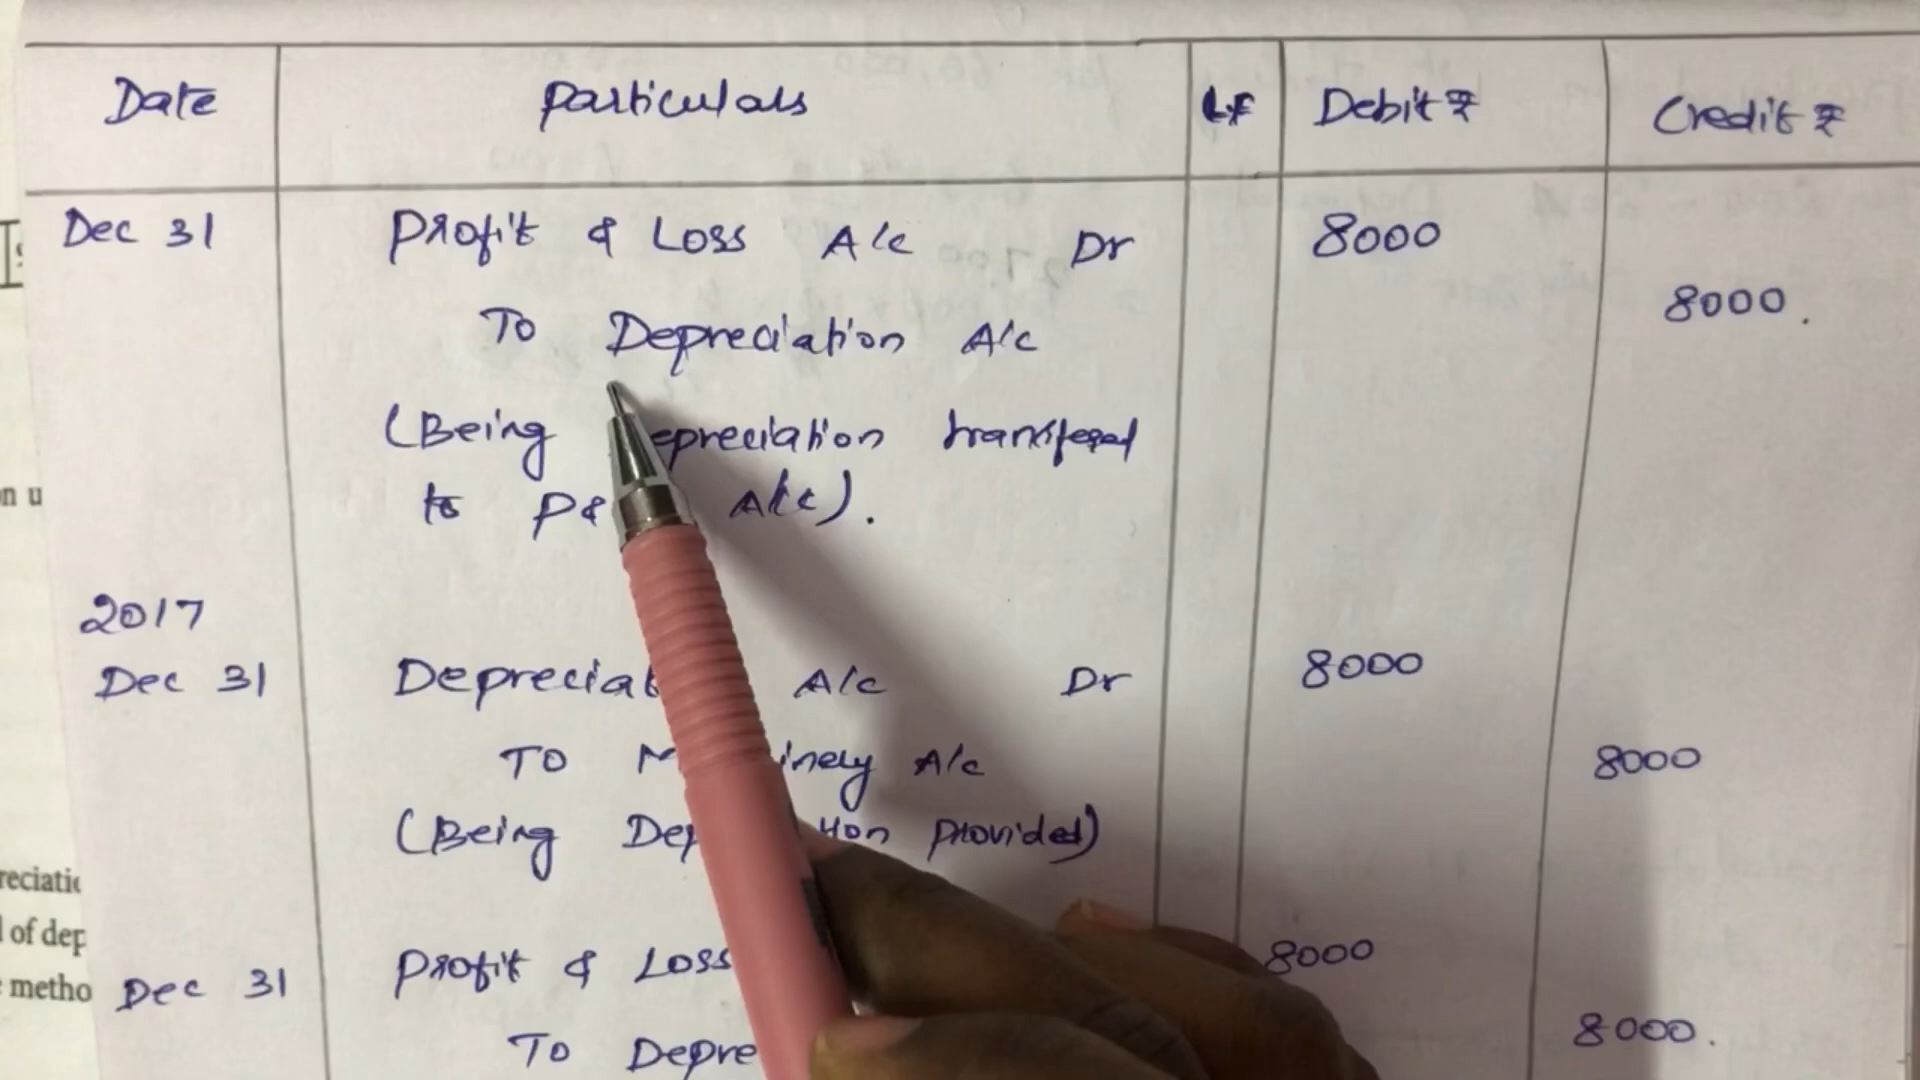 Date Particulars LF Debit ₹ Credit ₹
Dec 31 Profit & Loss A/c Dr 8000
To Depreciation A/c 8000.
(Being epreciation transfered
to P& A/c).
2017
Dec 31 Depreciat A/c Dr 8000
To M inery A/c 8000
(Being Dep tion Provided)
Dec 31 Profit & Loss 8000
To Depre 8000.
n u
reciatic
of dep
metho